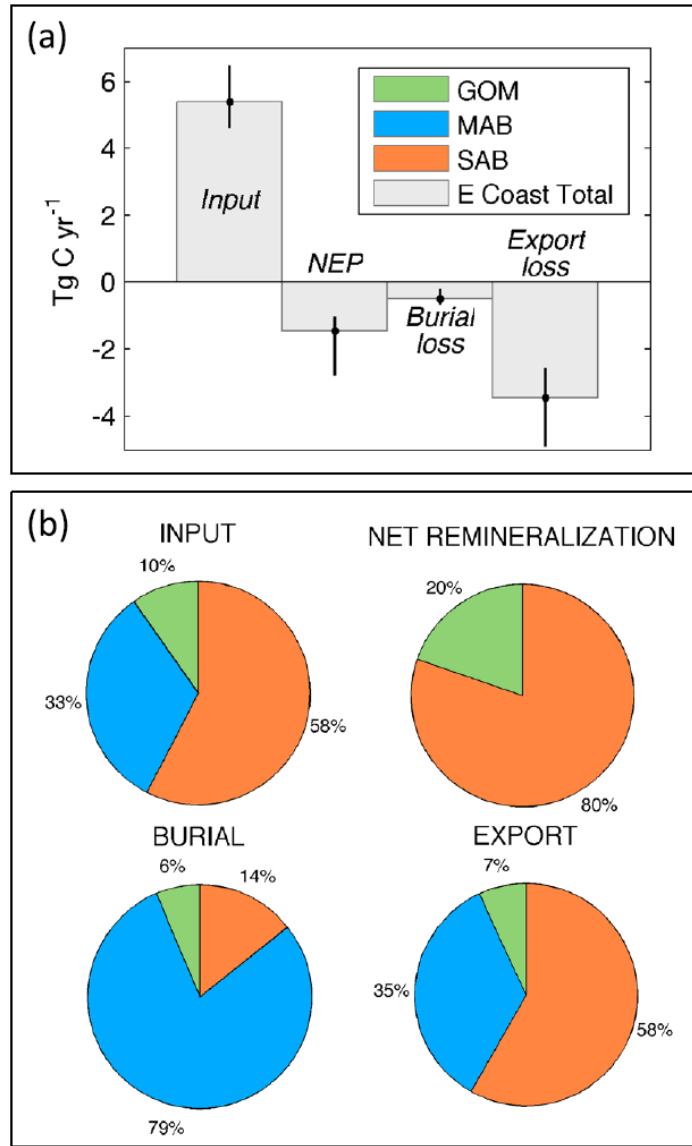 (a)
6
4
2
0
-2
-4
Tg C yr⁻¹
GOM
MAB
SAB
E Coast Total
Input
NEP
Burial
loss
Export
loss
(b)
INPUT
10%
33%
58%
NET REMINERALIZATION
20%
80%
BURIAL
6%
14%
79%
EXPORT
7%
35%
58%